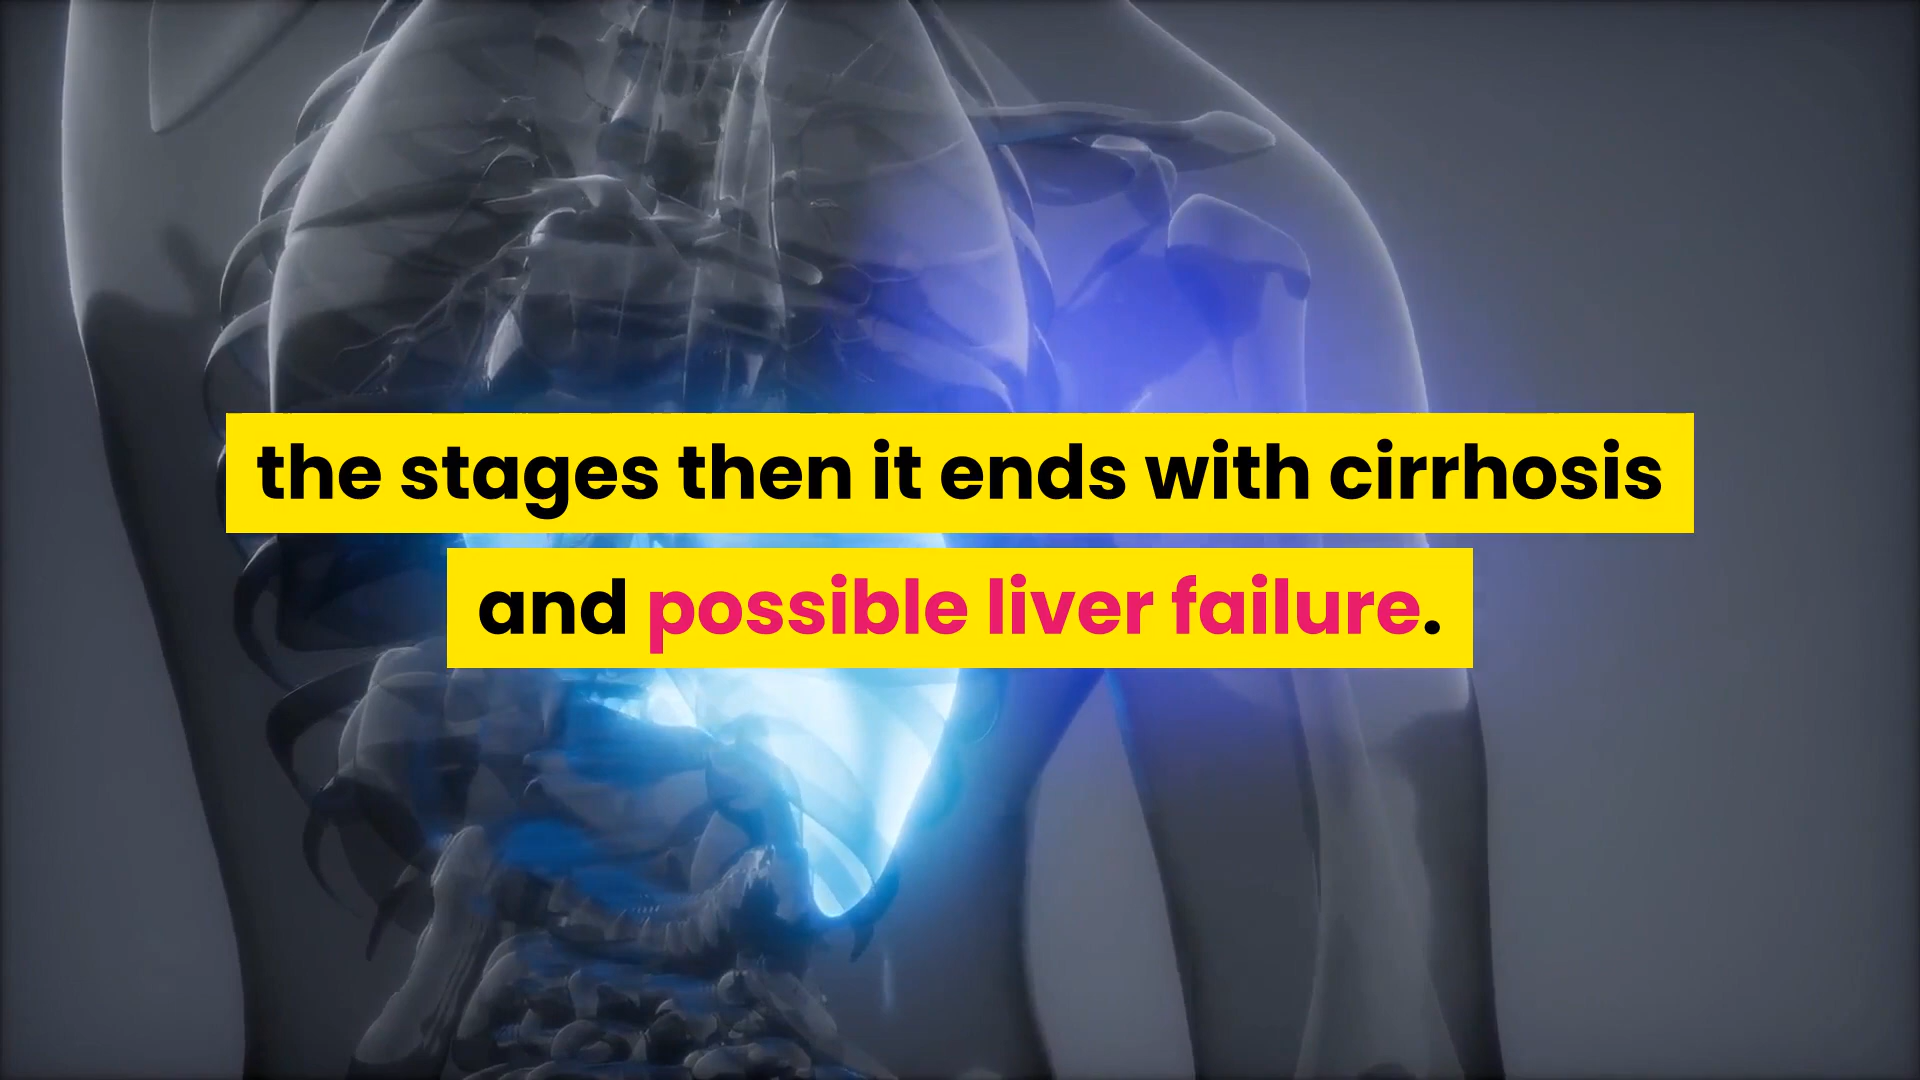 the stages then it ends with cirrhosis
and possible liver failure.